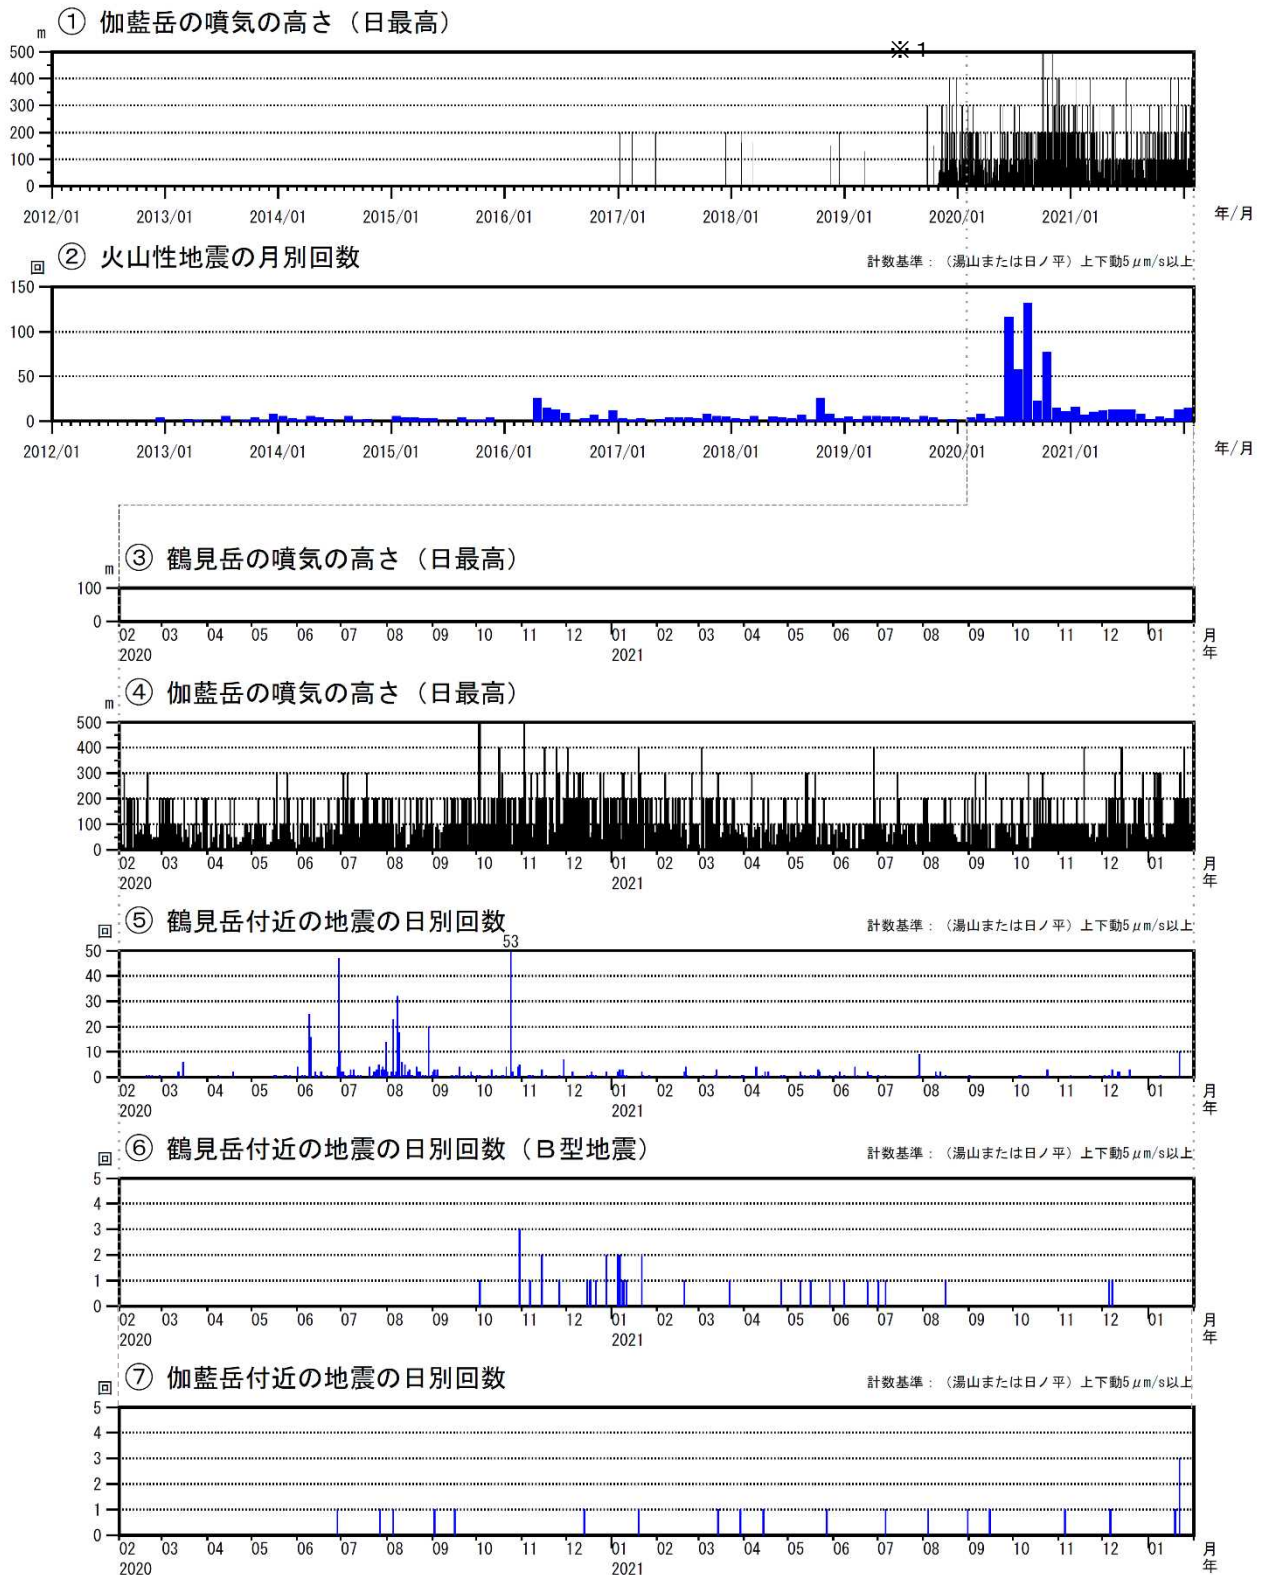 ① 伽藍岳の噴気の高さ（日最高）
m
※1
500
400
300
200
100
0
2012/01 2013/01 2014/01 2015/01 2016/01 2017/01 2018/01 2019/01 2020/01 2021/01 年/月
② 火山性地震の月別回数
回
計数基準：（湯山または日ノ平）上下動5μm/s以上
150
100
50
0
2012/01 2013/01 2014/01 2015/01 2016/01 2017/01 2018/01 2019/01 2020/01 2021/01 年/月
③ 鶴見岳の噴気の高さ（日最高）
m
100
0
02 03 04 05 06 07 08 09 10 11 12 01 02 03 04 05 06 07 08 09 10 11 12 01 月
2020 2021 年
④ 伽藍岳の噴気の高さ（日最高）
m
500
400
300
200
100
0
02 03 04 05 06 07 08 09 10 11 12 01 02 03 04 05 06 07 08 09 10 11 12 01 月
2020 2021 年
⑤ 鶴見岳付近の地震の日別回数
回
計数基準：（湯山または日ノ平）上下動5μm/s以上
53
50
40
30
20
10
0
02 03 04 05 06 07 08 09 10 11 12 01 02 03 04 05 06 07 08 09 10 11 12 01 月
2020 2021 年
⑥ 鶴見岳付近の地震の日別回数（B型地震）
回
計数基準：（湯山または日ノ平）上下動5μm/s以上
5
4
3
2
1
0
02 03 04 05 06 07 08 09 10 11 12 01 02 03 04 05 06 07 08 09 10 11 12 01 月
2020 2021 年
⑦ 伽藍岳付近の地震の日別回数
回
計数基準：（湯山または日ノ平）上下動5μm/s以上
5
4
3
2
1
0
02 03 04 05 06 07 08 09 10 11 12 01 02 03 04 05 06 07 08 09 10 11 12 01 月
2020 2021 年